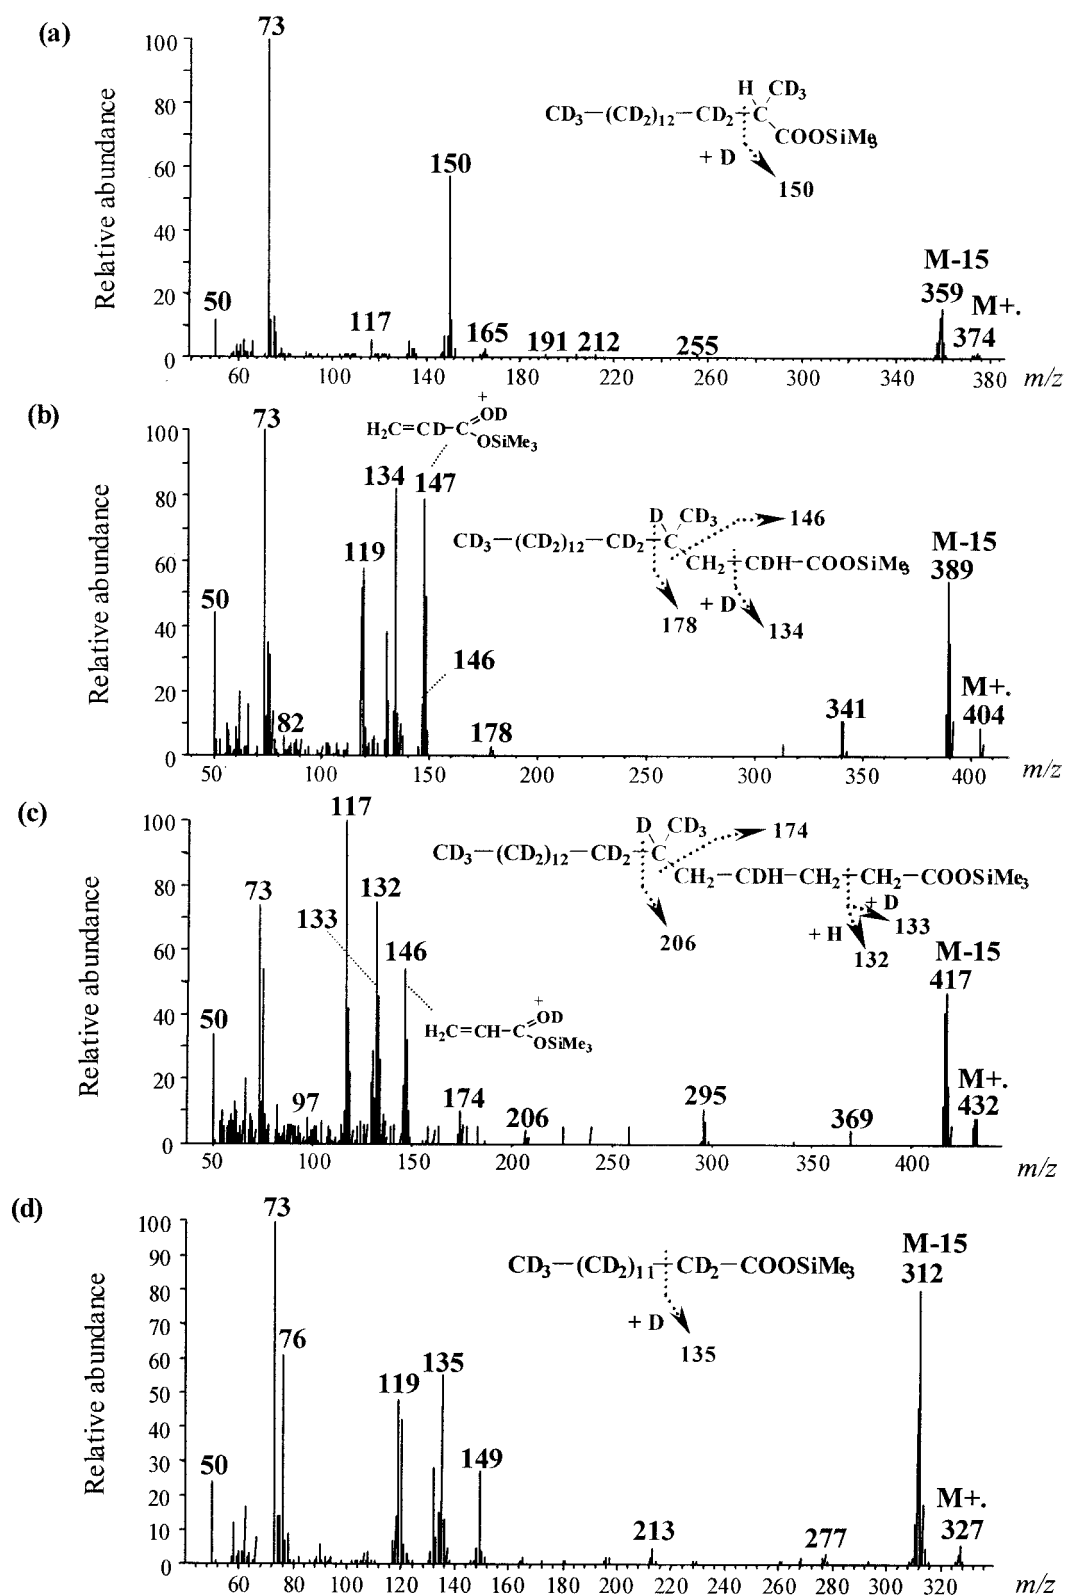 (a)
Relative abundance
100
80
60
40
20
0
73
50
117
150
165
191
212
255
M-15
359
M+.
374
H CD3
CD3—(CD2)12—CD2—C
COOSiMe3
+ D
150
60 100 140 180 220 260 300 340 380 m/z
(b)
Relative abundance
100
80
60
40
20
0
73
50
82
119
134
147
146
178
341
M-15
389
M+.
404
+
H2C=CD—C OD
OSiMe3
D CD3
146
CD3—(CD2)12—CD2—C
CH2—CDH—COOSiMe3
178
+ D
134
50 100 150 200 250 300 350 400 m/z
(c)
Relative abundance
100
80
60
40
20
0
117
73
50
97
133
132
146
174
206
295
369
M-15
417
M+.
432
D CD3
174
CD3—(CD2)12—CD2—C
CH2—CDH—CH2—CH2—COOSiMe3
206
+ D
133
+ H
132
+
H2C=CH—C OD
OSiMe3
50 100 150 200 250 300 350 400 m/z
(d)
Relative abundance
100
90
80
70
60
50
40
30
20
10
0
73
76
50
119
135
149
213
277
M-15
312
M+.
327
CD3—(CD2)11—CD2—COOSiMe3
+ D
135
60 80 100 120 140 160 180 200 220 240 260 280 300 320 m/z